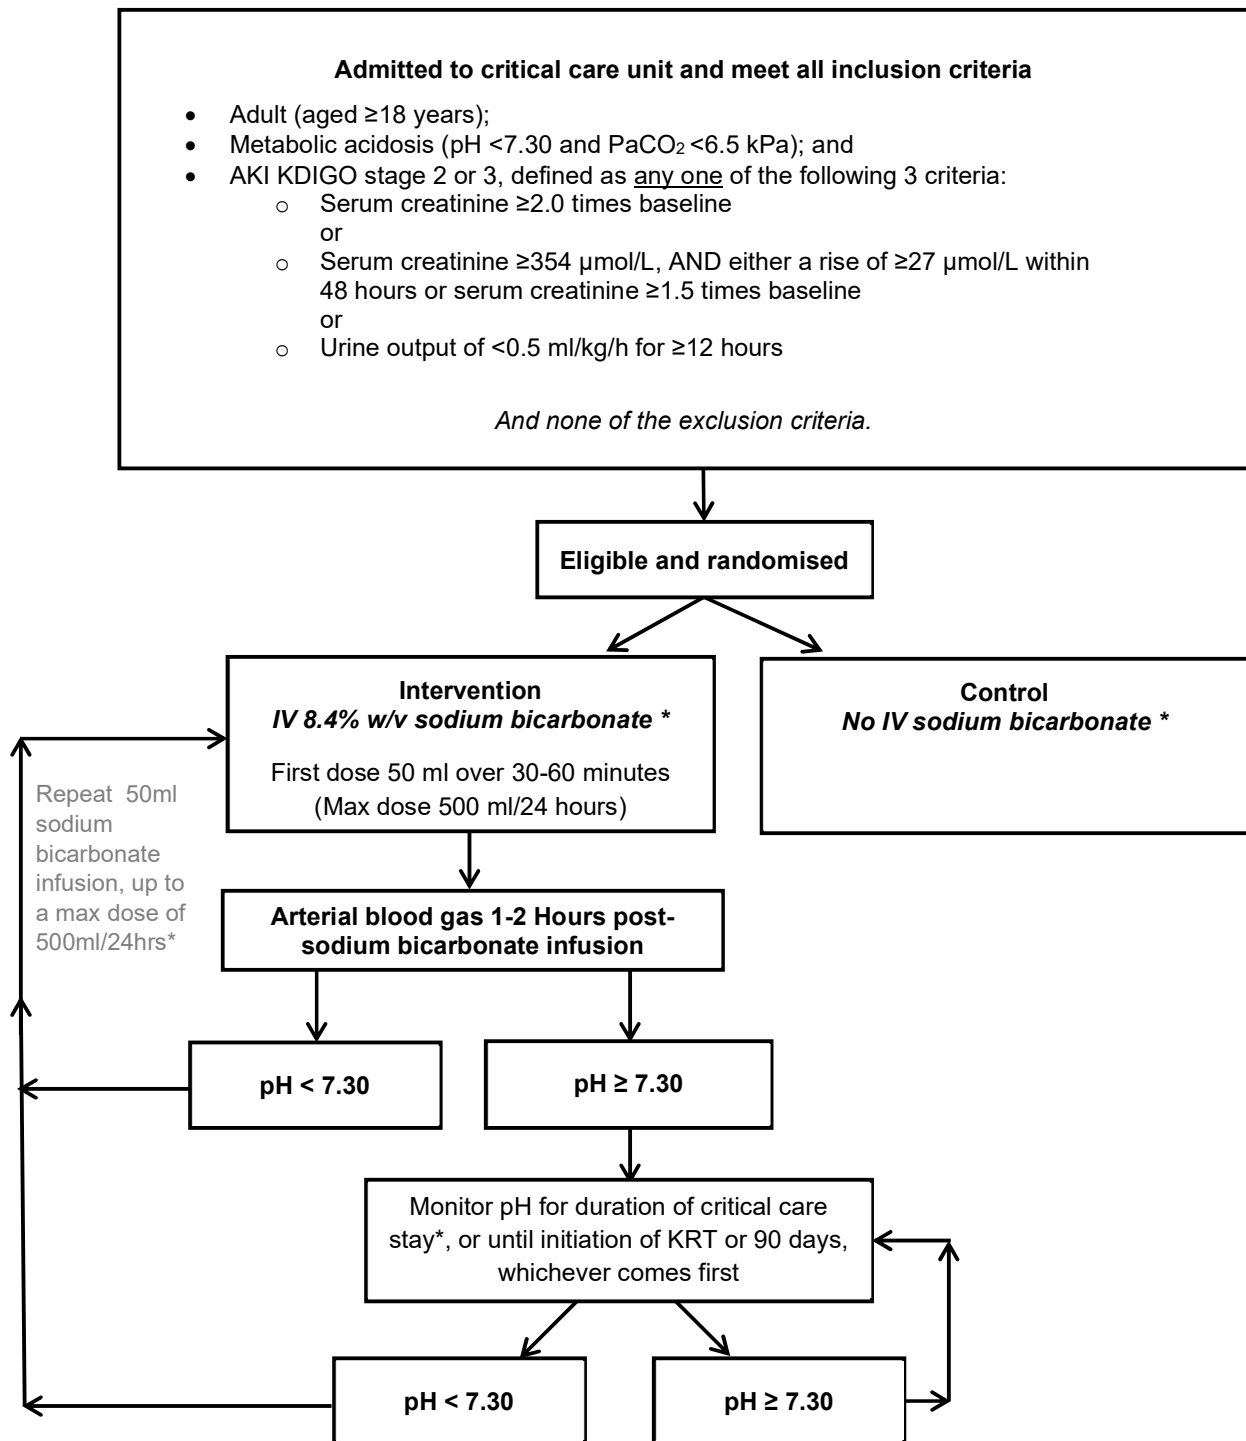 Admitted to critical care unit and meet all inclusion criteria
• Adult (aged ≥18 years);
• Metabolic acidosis (pH <7.30 and PaCO₂ <6.5 kPa); and
• AKI KDIGO stage 2 or 3, defined as any one of the following 3 criteria:
o Serum creatinine ≥2.0 times baseline
or
o Serum creatinine ≥354 µmol/L, AND either a rise of ≥27 µmol/L within
48 hours or serum creatinine ≥1.5 times baseline
or
o Urine output of <0.5 ml/kg/h for ≥12 hours
And none of the exclusion criteria.
Eligible and randomised
Intervention
IV 8.4% w/v sodium bicarbonate *
First dose 50 ml over 30-60 minutes
(Max dose 500 ml/24 hours)
Control
No IV sodium bicarbonate *
Repeat 50ml
sodium
bicarbonate
infusion, up to
a max dose of
500ml/24hrs*
Arterial blood gas 1-2 Hours post-
sodium bicarbonate infusion
pH < 7.30
pH ≥ 7.30
Monitor pH for duration of critical care
stay*, or until initiation of KRT or 90 days,
whichever comes first
pH < 7.30
pH ≥ 7.30